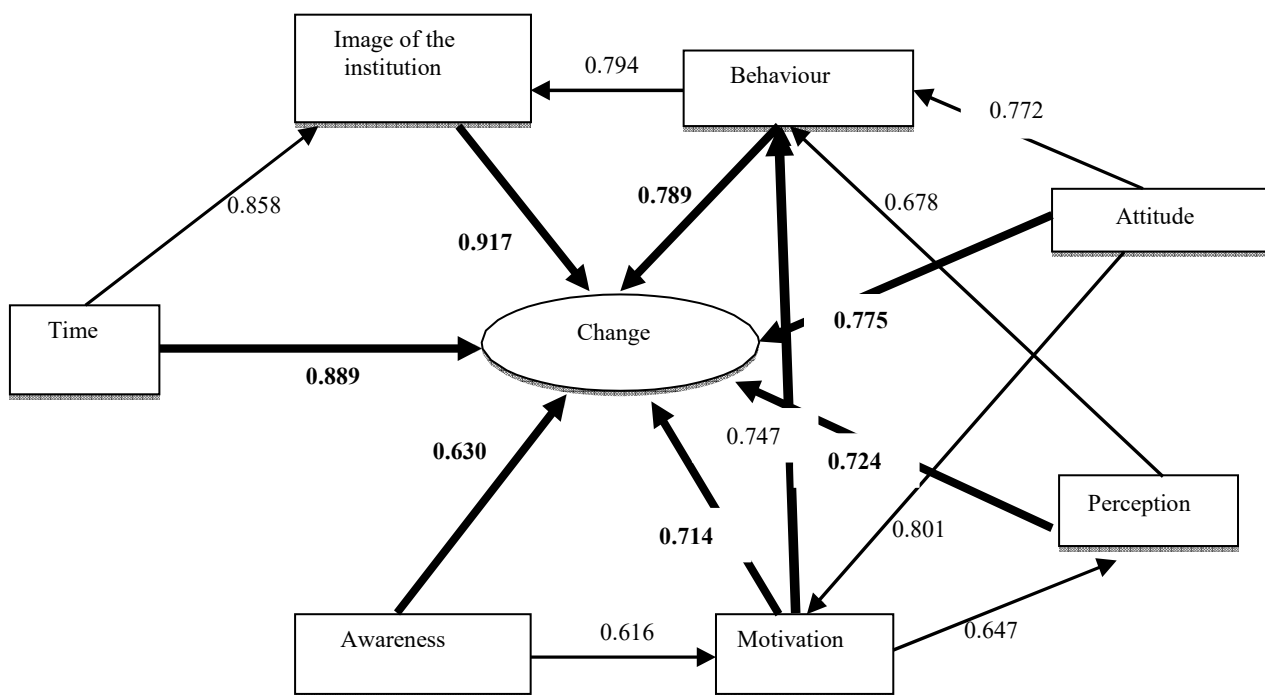 Image of the
institution
0.794
Behaviour
0.772
0.858
0.789
0.678
Attitude
0.917
Time
Change
0.775
0.889
0.630
0.747
0.724
Perception
0.714
0.801
Awareness
0.616
Motivation
0.647